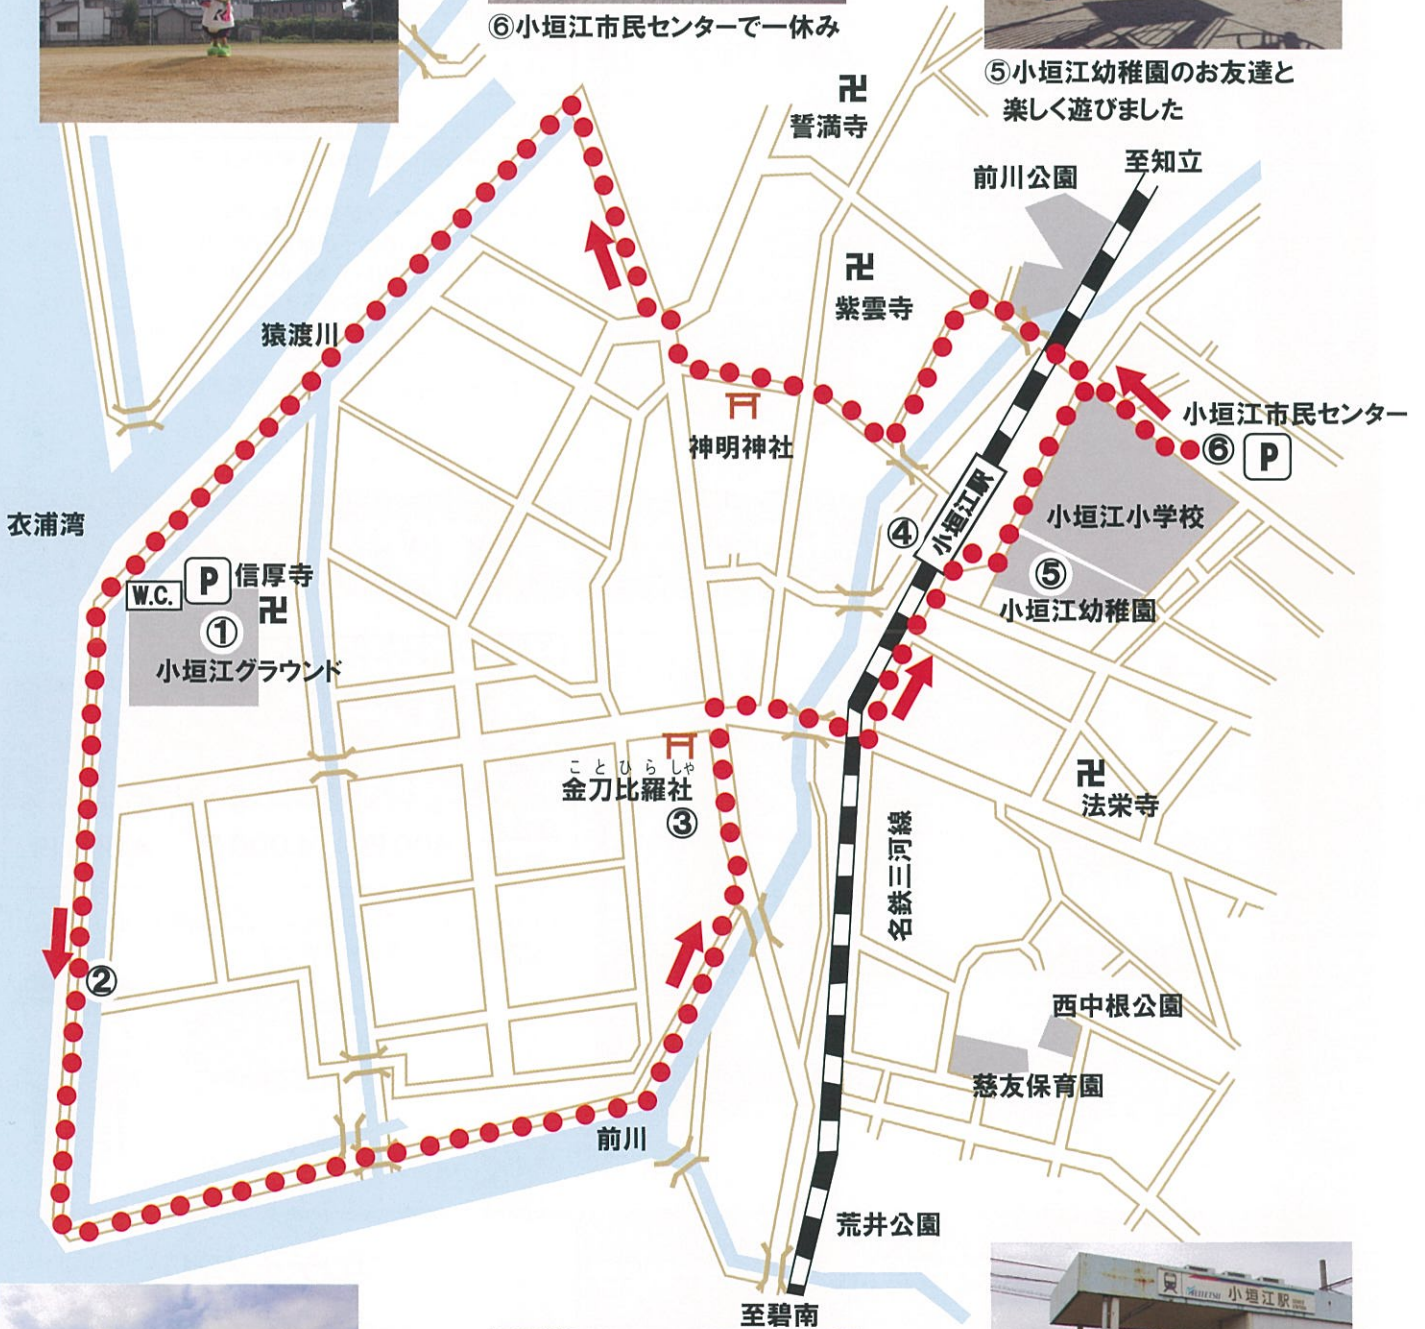 ⑥小垣江市民センターで一休み
⑤小垣江幼稚園のお友達と
楽しく遊びました
誓満寺
至知立
前川公園
紫雲寺
猿渡川
神明神社
小垣江市民センター
⑥ P
小垣江駅
④
小垣江小学校
衣浦湾
W.C.
P
信厚寺
①
小垣江グラウンド
⑤
小垣江幼稚園
ことひらしゃ
金刀比羅社
③
法栄寺
名鉄三河線
②
西中根公園
慈友保育園
前川
荒井公園
至碧南
MEITETSU 小垣江駅